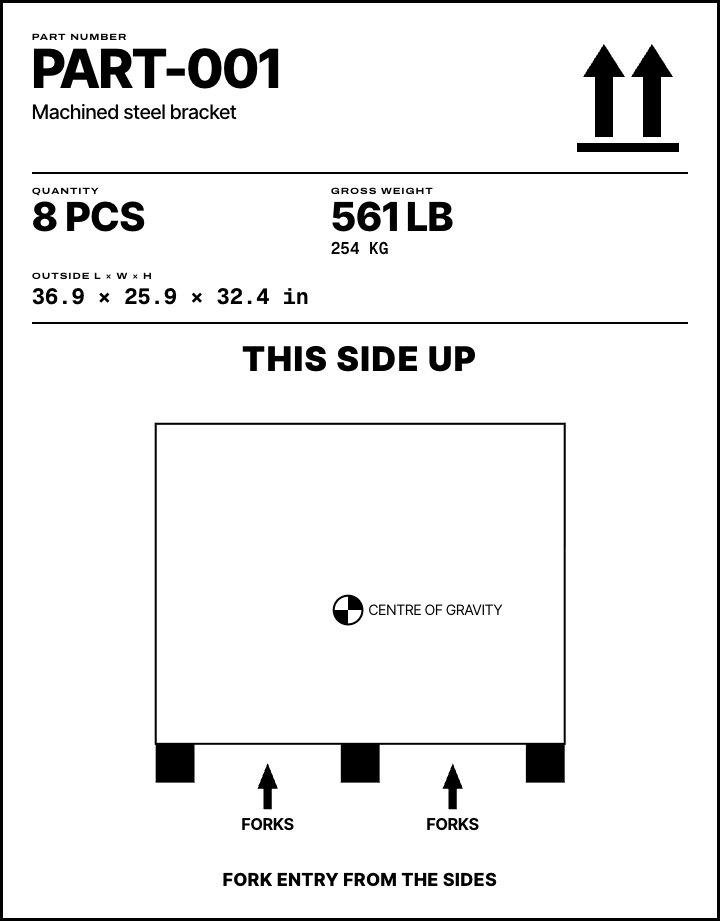 PART NUMBER
PART-001
Machined steel bracket
QUANTITY
8 PCS
GROSS WEIGHT
561 LB
254 KG
OUTSIDE L × W × H
36.9 × 25.9 × 32.4 in
THIS SIDE UP
CENTRE OF GRAVITY
FORKS
FORKS
FORK ENTRY FROM THE SIDES